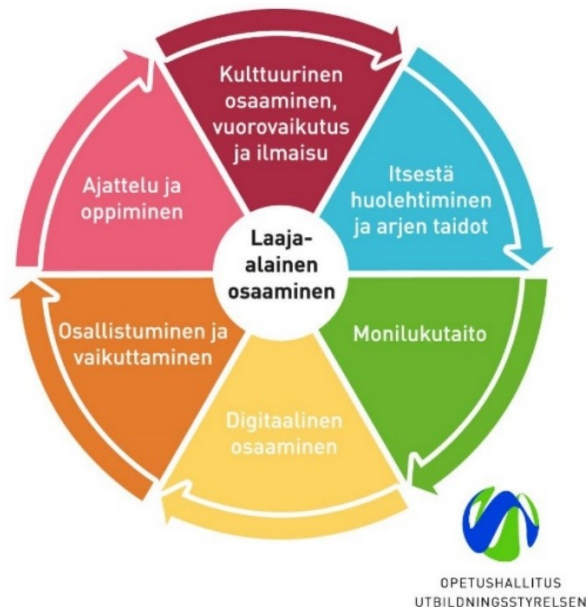 Kulttuurinen
osaaminen,
vuorovaikutus
ja ilmaisu
Itsestä
huolehtiminen
ja arjen taidot
Monilukutaito
Digitaalinen
osaaminen
Osallistuminen ja
vaikuttaminen
Ajattelu ja
oppiminen
Laaja-
alainen
osaaminen
OPETUSHALLITUS
UTBILDNINGSSTYRELSEN